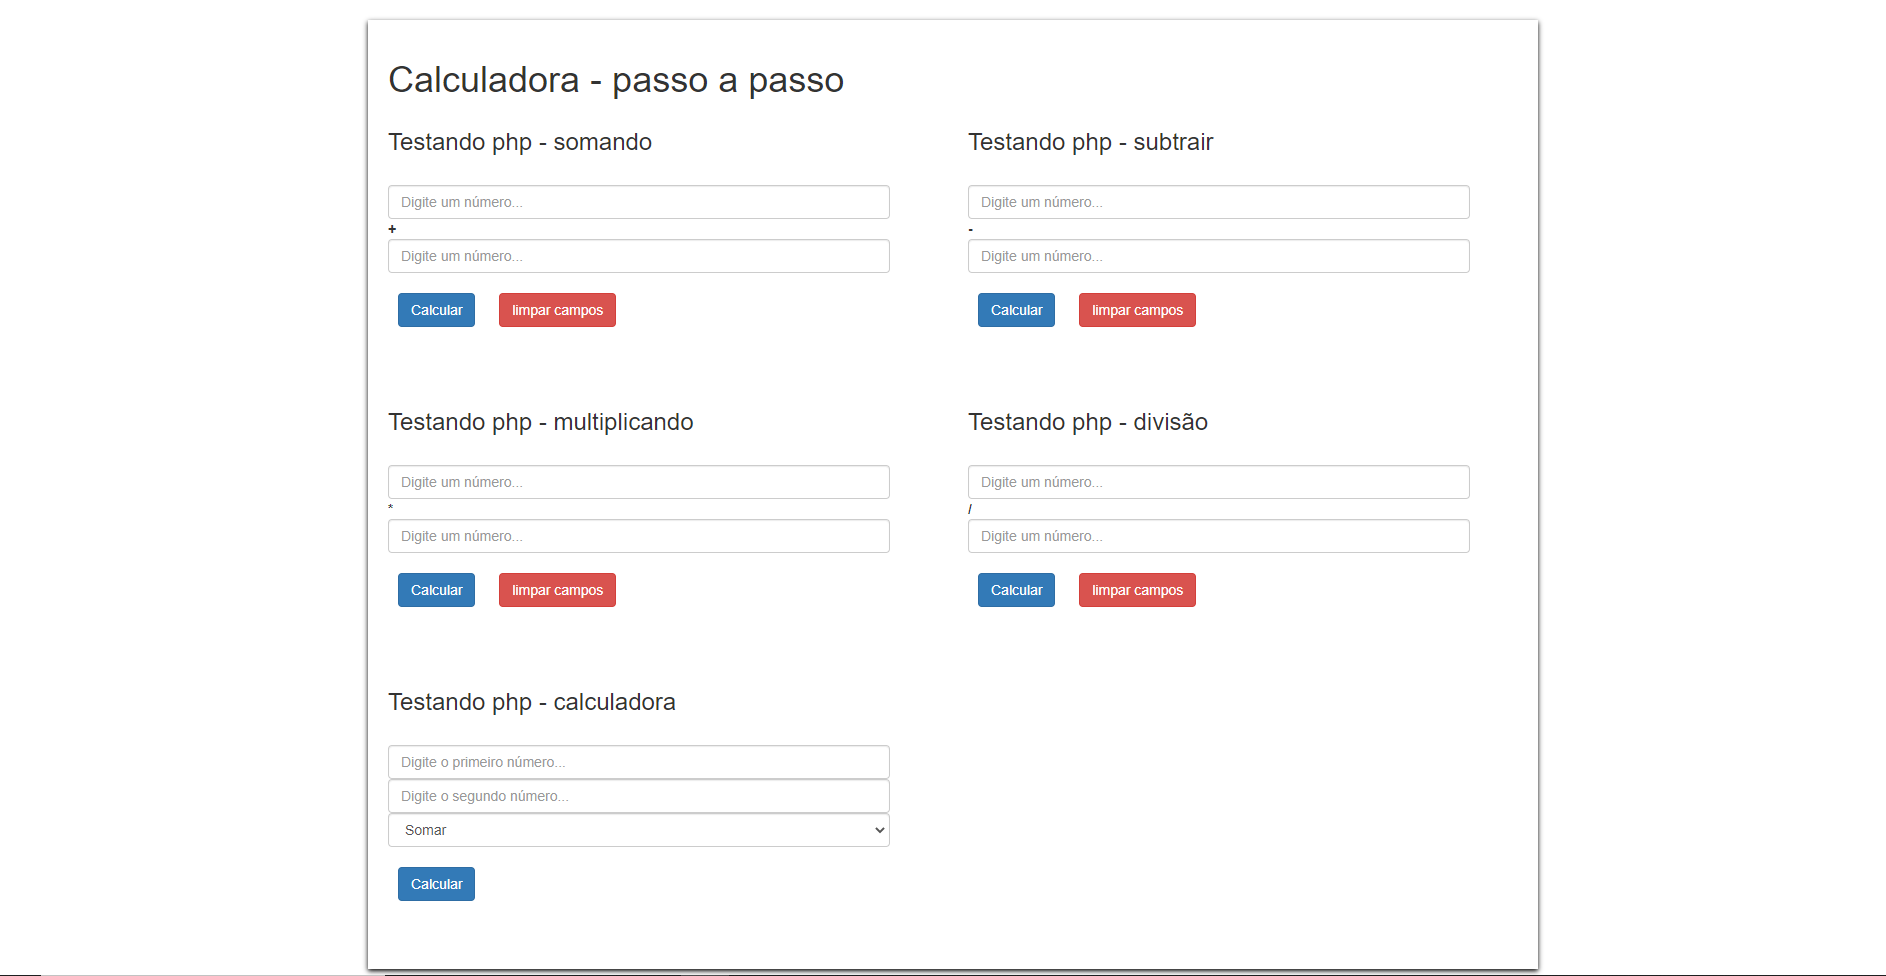 Calculadora - passo a passo
Testando php - somando
Digite um número...
+
Digite um número...
Calcular limpar campos
Testando php - subtrair
Digite um número...
-
Digite um número...
Calcular limpar campos
Testando php - multiplicando
Digite um número...
*
Digite um número...
Calcular limpar campos
Testando php - divisão
Digite um número...
/
Digite um número...
Calcular limpar campos
Testando php - calculadora
Digite o primeiro número...
Digite o segundo número...
Somar
Calcular